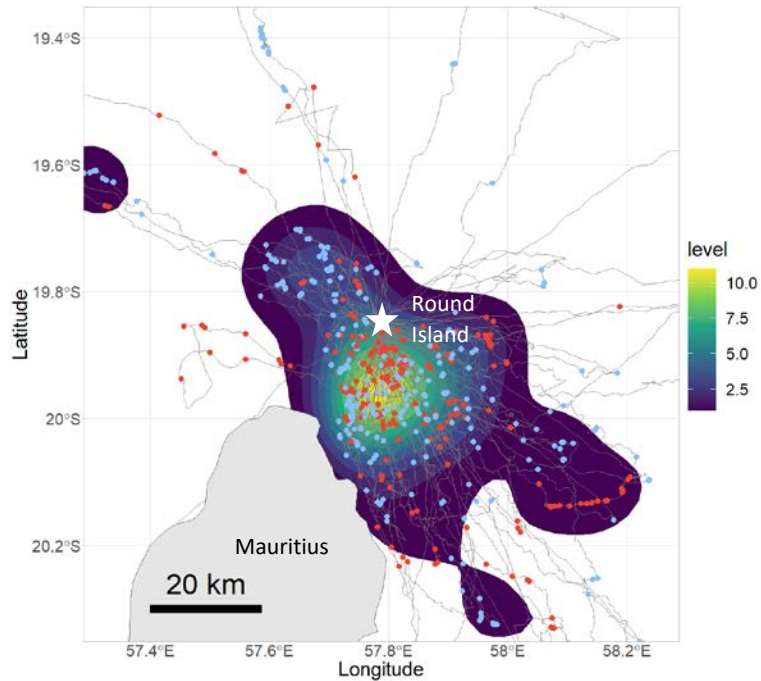 19.4°S
19.6°S
19.8°S
20°S
20.2°S
Latitude
Round
Island
Mauritius
20 km
57.4°E
57.6°E
57.8°E
58°E
58.2°E
Longitude
level
10.0
7.5
5.0
2.5